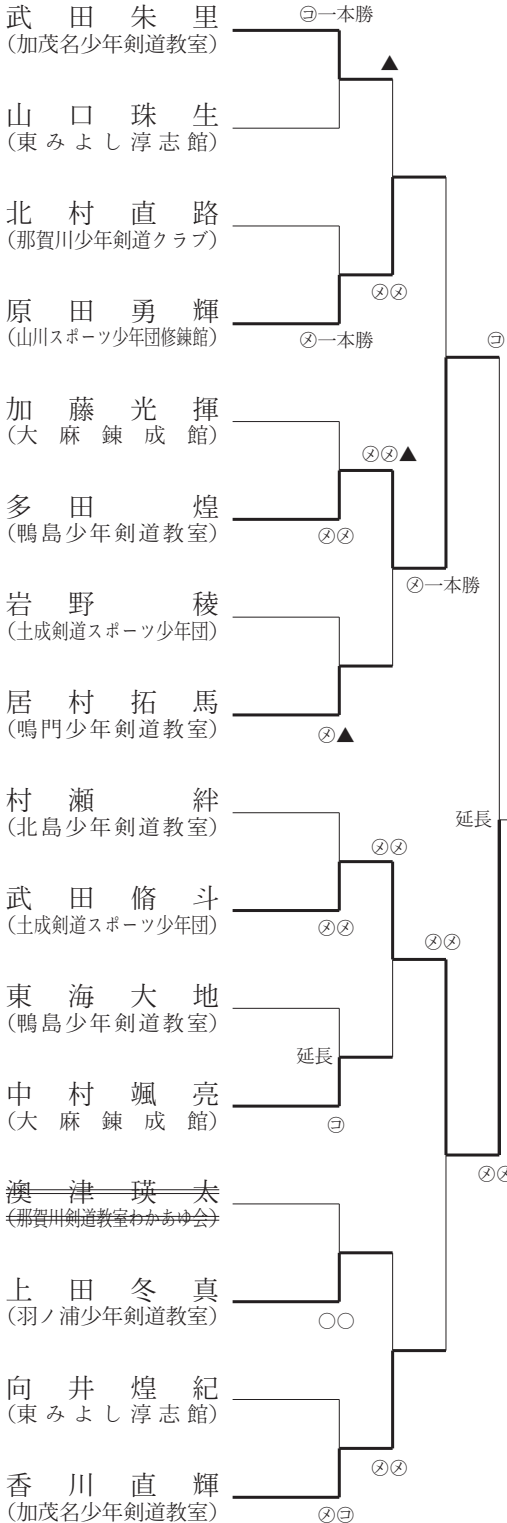 武田朱里
(加茂名少年剣道教室)
㋙一本勝
▲
山口珠生
(東みよし淳志館)
北村直路
(那賀川少年剣道クラブ)
㋱㋱
原田勇輝
(山川スポーツ少年団修錬館)
㋱一本勝
㋙
加藤光揮
(大麻錬成館)
㋱㋱▲
多田煌
(鴨島少年剣道教室)
㋱㋱
㋱一本勝
岩野稜
(土成剣道スポーツ少年団)
居村拓馬
(鳴門少年剣道教室)
㋱▲
村瀬絆
(北島少年剣道教室)
延長
㋱㋱
武田脩斗
(土成剣道スポーツ少年団)
㋱㋱
㋱㋱
東海大地
(鴨島少年剣道教室)
延長
中村颯亮
(大麻錬成館)
㋙
㋱㋱
澳津瑛太
(那賀川剣道教室わかあゆ会)
上田冬真
(羽ノ浦少年剣道教室)
○○
向井煌紀
(東みよし淳志館)
㋱㋱
香川直輝
(加茂名少年剣道教室)
㋱㋙